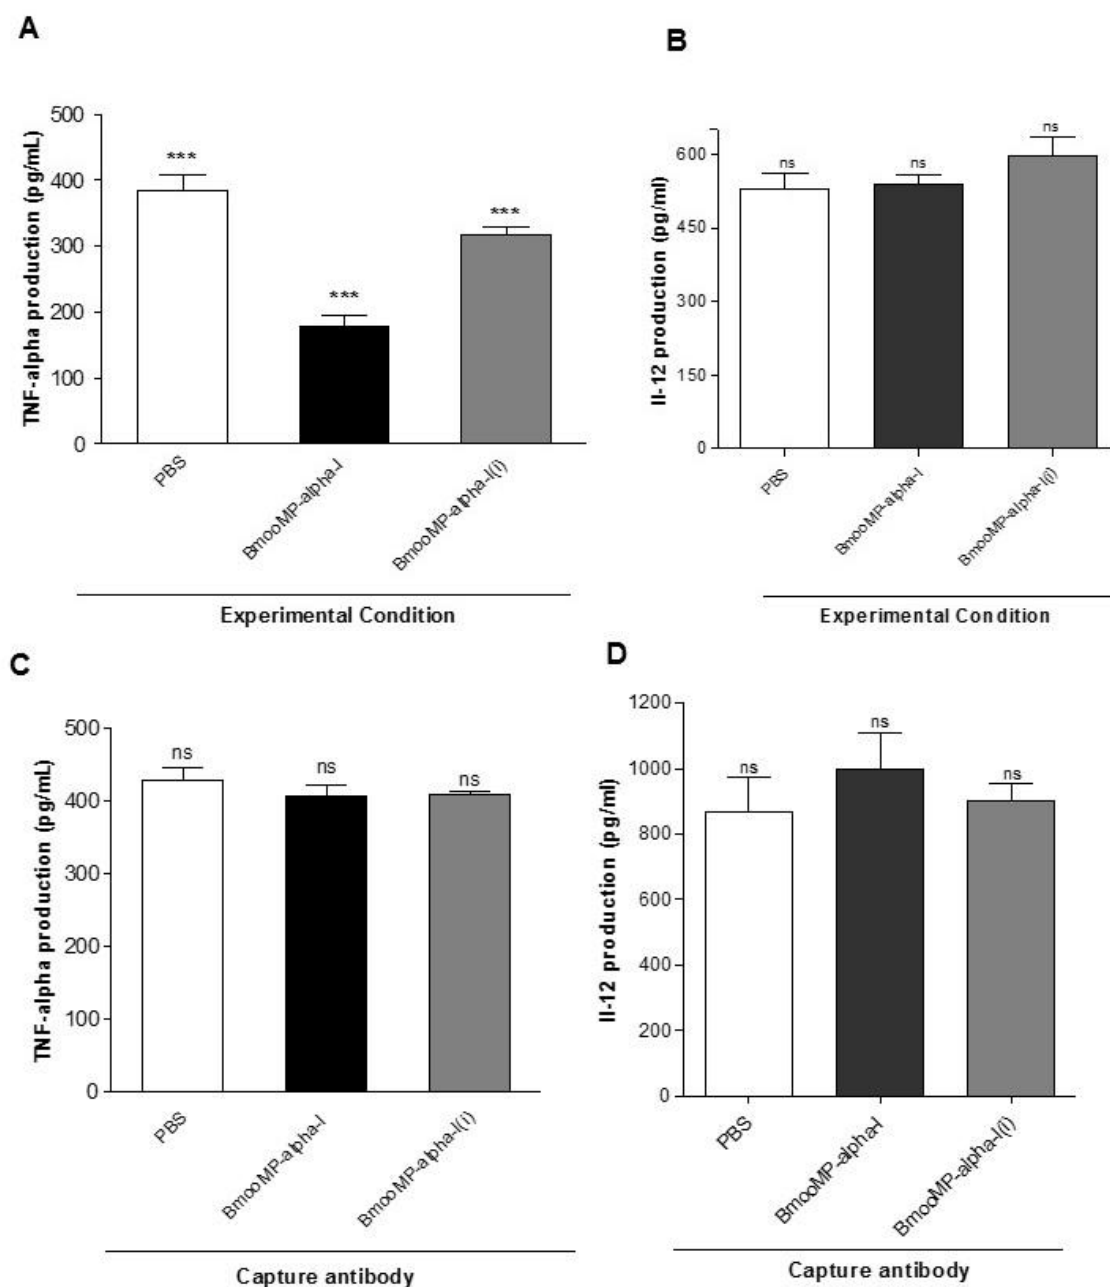 A
TNF-alpha production (pg/mL)
500
400
300
200
100
0
***
***
***
PBS
BmooMP-alpha-I
BmooMP-alpha-I(i)
Experimental Condition
B
Il-12 production (pg/ml)
600
450
300
150
0
ns
ns
ns
PBS
BmooMP-alpha-I
BmooMP-alpha-I(i)
Experimental Condition
C
TNF-alpha production (pg/mL)
500
400
300
200
100
0
ns
ns
ns
PBS
BmooMP-alpha-I
BmooMP-alpha-I(i)
Capture antibody
D
Il-12 production (pg/ml)
1200
1000
800
600
400
200
0
ns
ns
ns
PBS
BmooMP-alpha-I
BmooMP-alpha-I(i)
Capture antibody